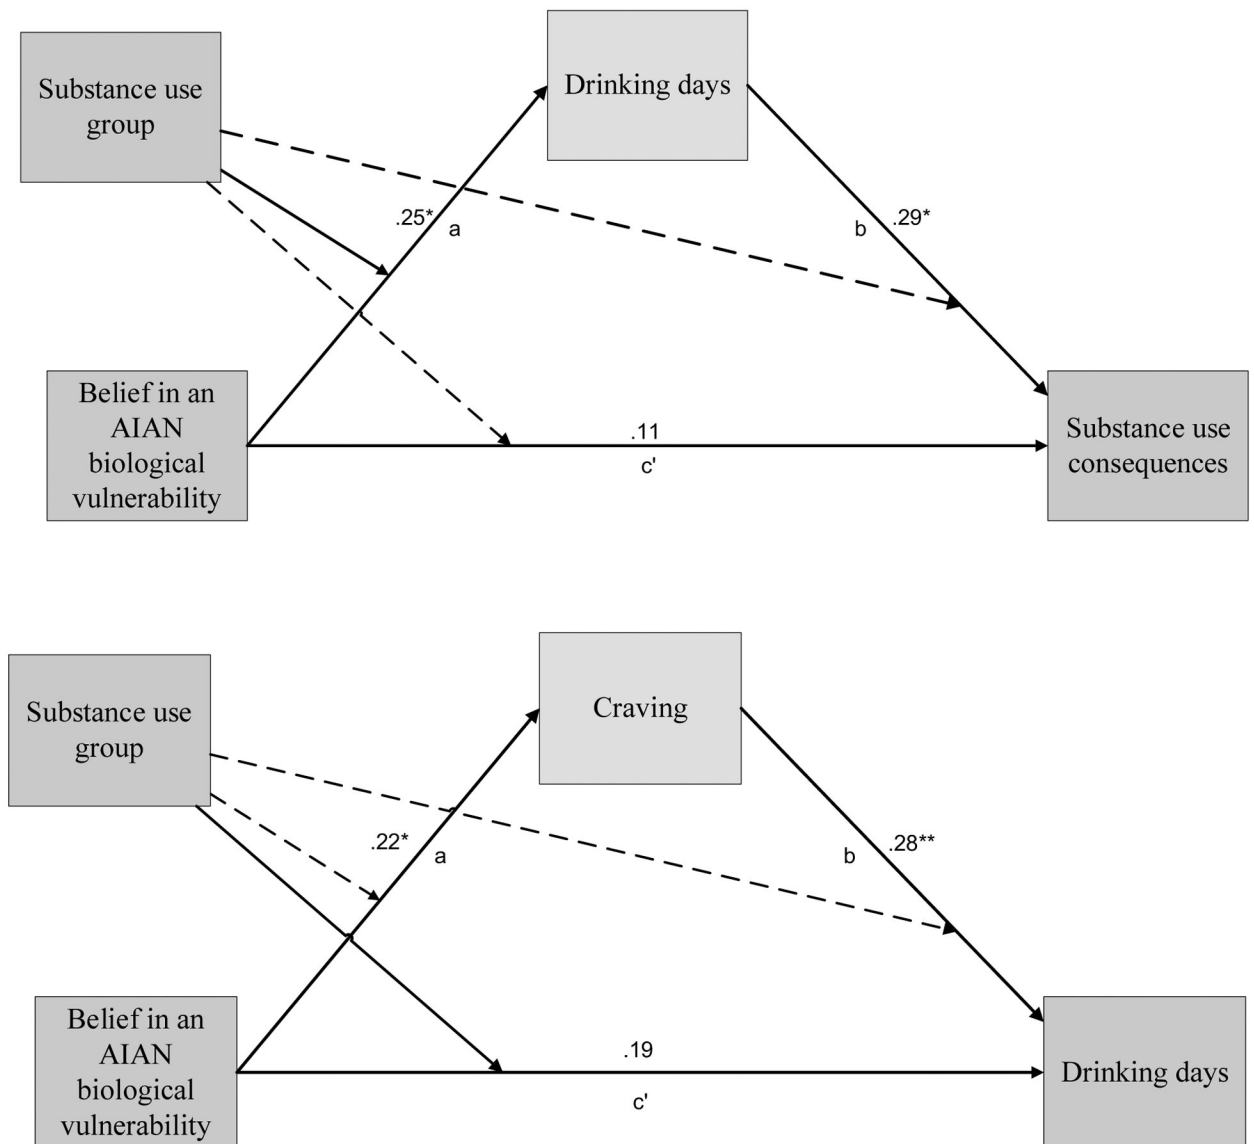 Substance use
group
Drinking days
.25*
a
b
.29*
Belief in an
AIAN
biological
vulnerability
.11
c'
Substance use
consequences
Substance use
group
Craving
.22*
a
b
.28**
Belief in an
AIAN
biological
vulnerability
.19
c'
Drinking days